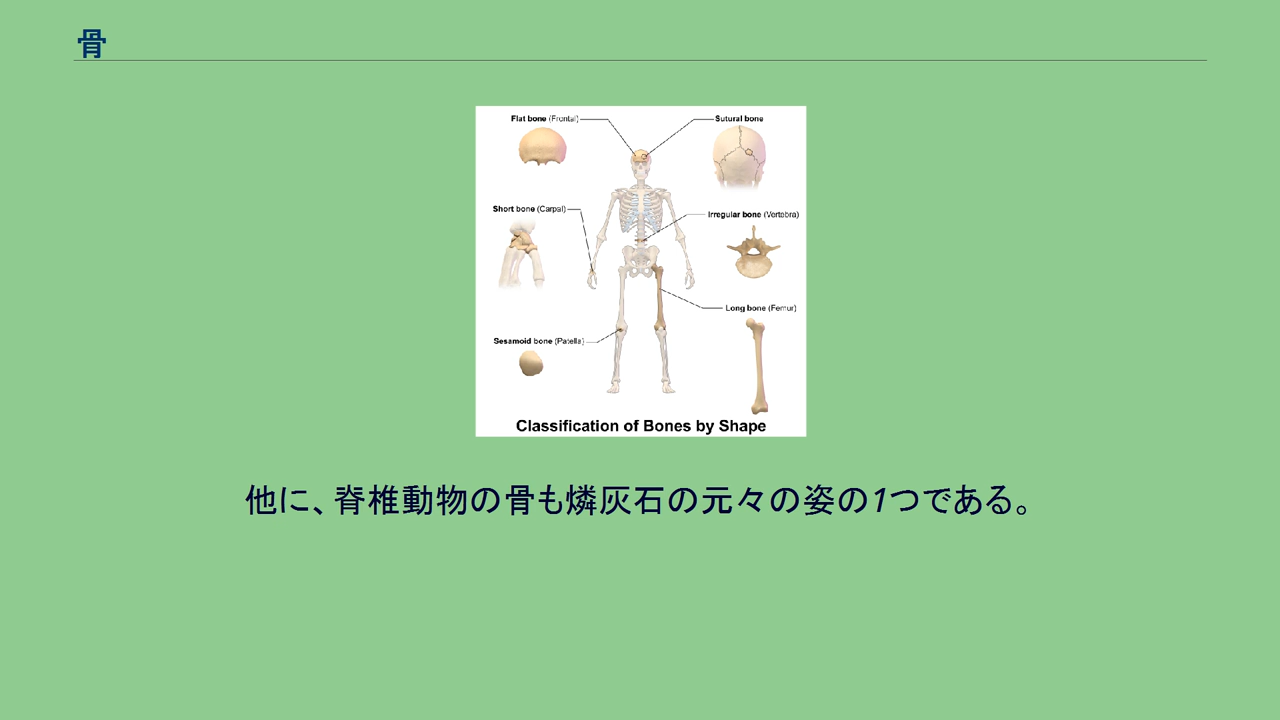 骨
Flat bone (Frontal)
Sutural bone
Short bone (Carpal)
Irregular bone (Vertebra)
Long bone (Femur)
Sesamoid bone (Patella)
Classification of Bones by Shape
他に、脊椎動物の骨も燐灰石の元々の姿の1つである。